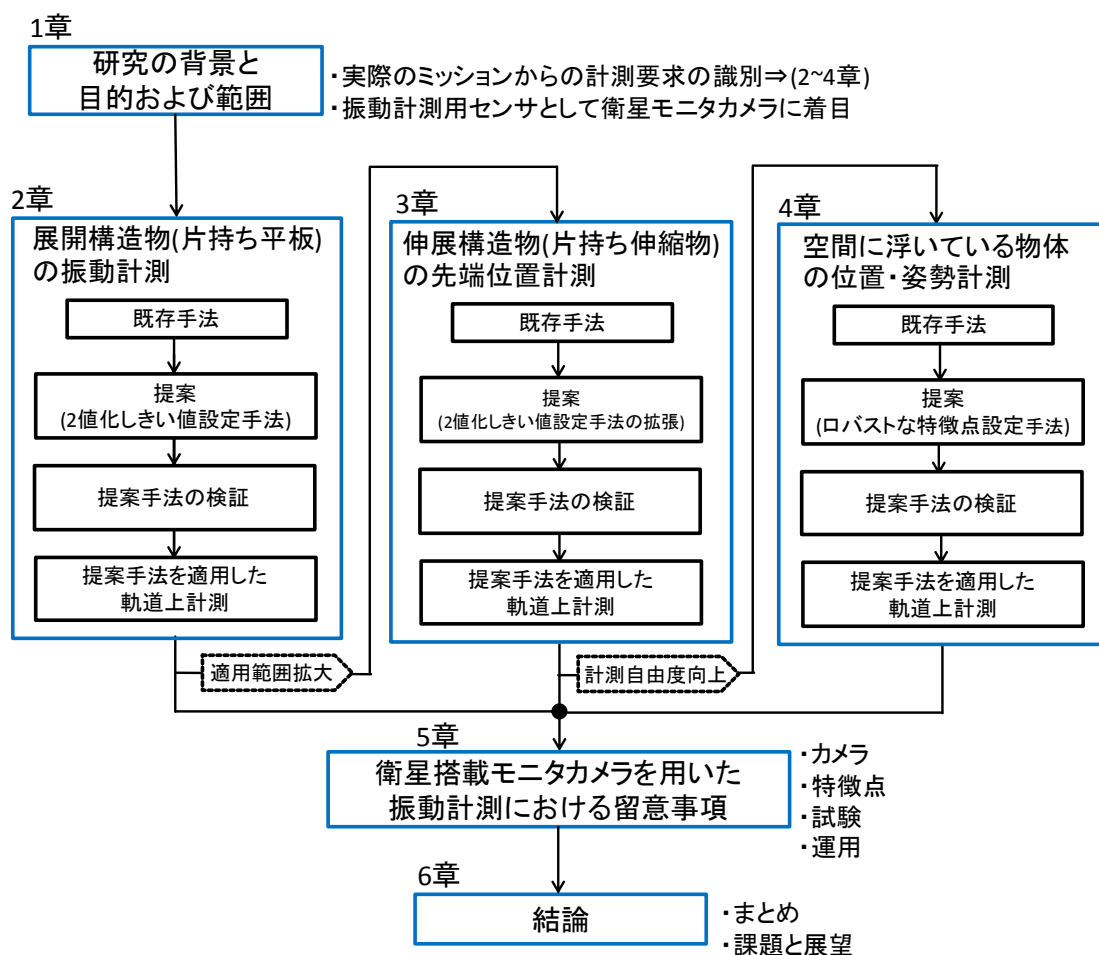 1章
研究の背景と
目的および範囲
・実際のミッションからの計測要求の識別⇒(2~4章)
・振動計測用センサとして衛星モニタカメラに着目
2章
展開構造物(片持ち平板)
の振動計測
既存手法
提案
(2値化しきい値設定手法)
提案手法の検証
提案手法を適用した
軌道上計測
適用範囲拡大
3章
伸展構造物(片持ち伸縮物)
の先端位置計測
既存手法
提案
(2値化しきい値設定手法の拡張)
提案手法の検証
提案手法を適用した
軌道上計測
計測自由度向上
4章
空間に浮いている物体
の位置・姿勢計測
既存手法
提案
(ロバストな特徴点設定手法)
提案手法の検証
提案手法を適用した
軌道上計測
5章
衛星搭載モニタカメラを用いた
振動計測における留意事項
・カメラ
・特徴点
・試験
・運用
6章
結論
・まとめ
・課題と展望